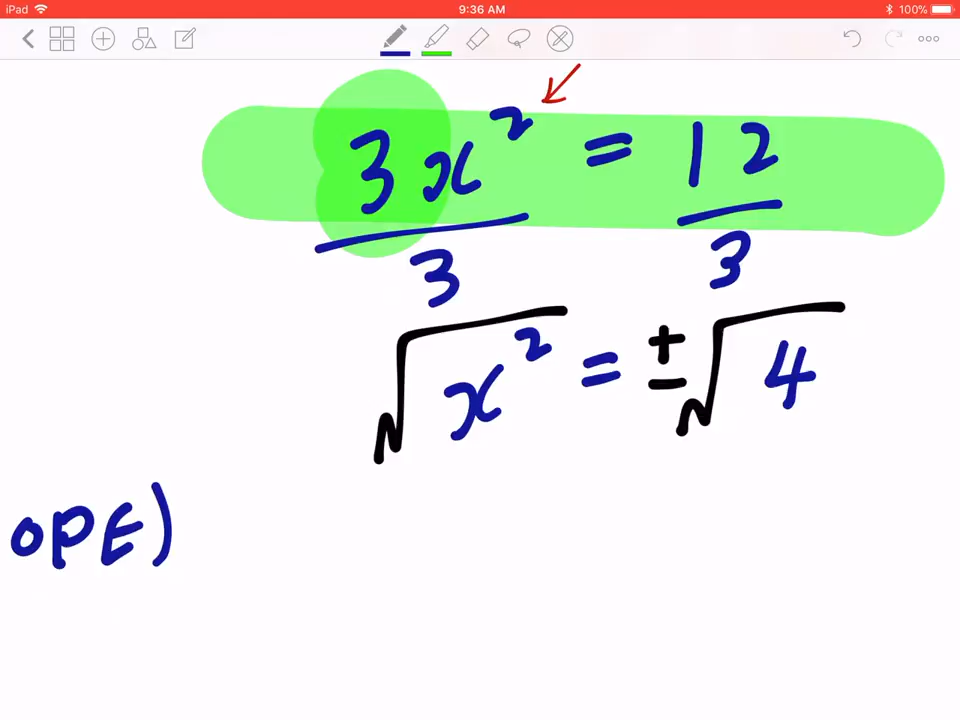 iPad 9:36 AM 100%
3x² = 12
3 3
√x² = ±√4
OPE)